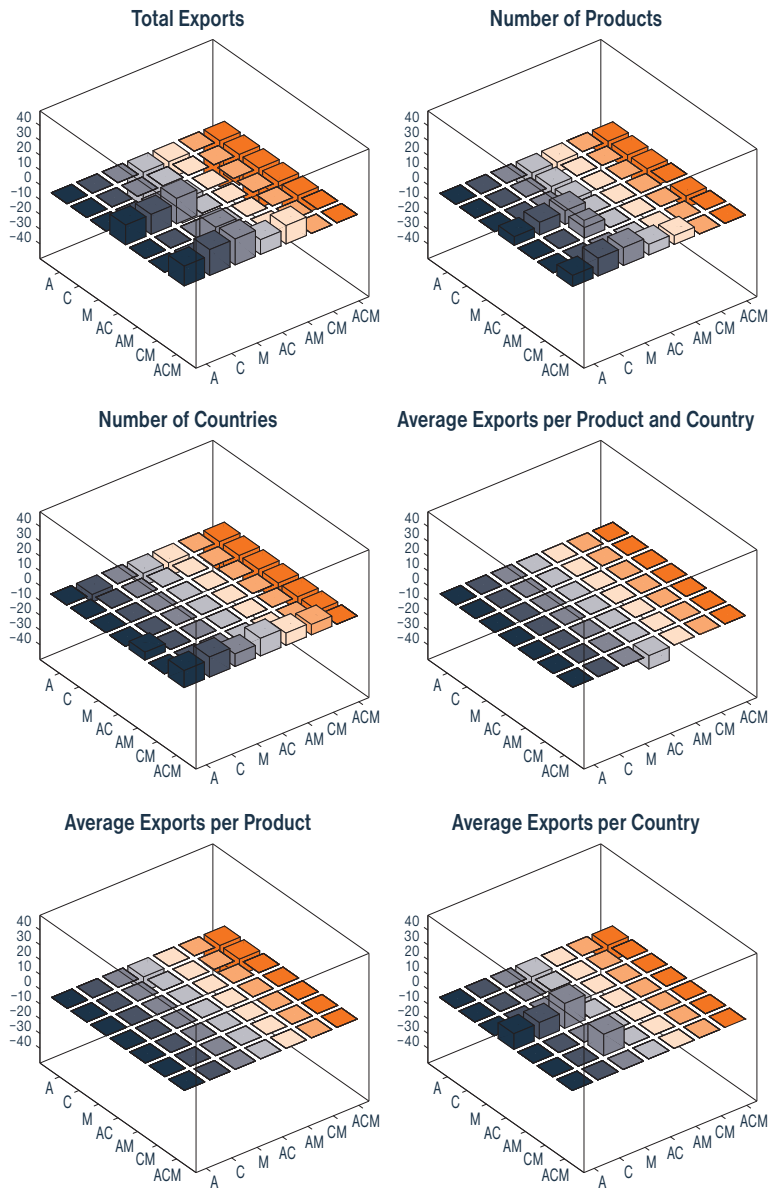 Total Exports
40
30
20
10
0
−10
−20
−30
−40
A
C
M
AC
AM
CM
ACM
A
C
M
AC
AM
CM
ACM
Number of Products
40
30
20
10
0
−10
−20
−30
−40
A
C
M
AC
AM
CM
ACM
A
C
M
AC
AM
CM
ACM
Number of Countries
40
30
20
10
0
−10
−20
−30
−40
A
C
M
AC
AM
CM
ACM
A
C
M
AC
AM
CM
ACM
Average Exports per Product and Country
40
30
20
10
0
−10
−20
−30
−40
A
C
M
AC
AM
CM
ACM
A
C
M
AC
AM
CM
ACM
Average Exports per Product
40
30
20
10
0
−10
−20
−30
−40
A
C
M
AC
AM
CM
ACM
A
C
M
AC
AM
CM
ACM
Average Exports per Country
40
30
20
10
0
−10
−20
−30
−40
A
C
M
AC
AM
CM
ACM
A
C
M
AC
AM
CM
ACM